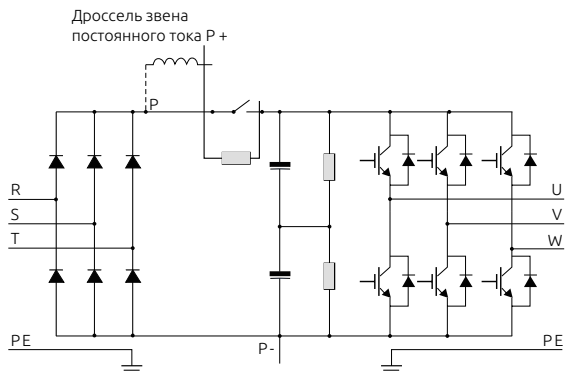 Дроссель звена
постоянного тока P +
P
R
S
T
U
V
W
PE
P-
PE